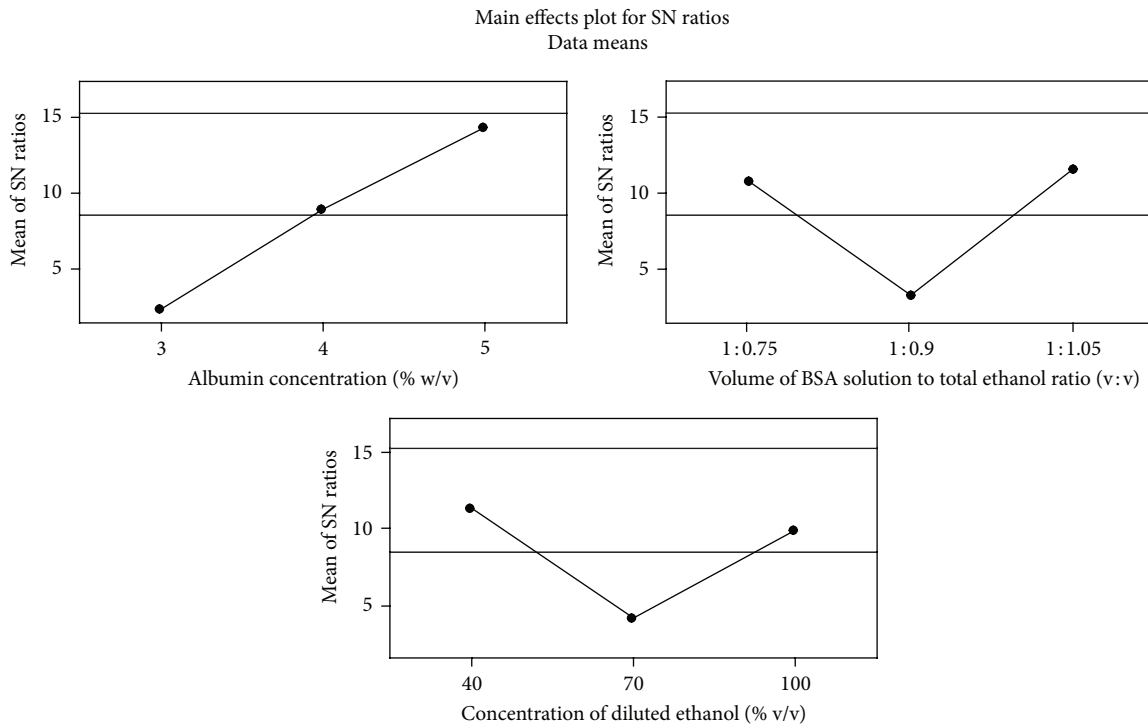 Main effects plot for SN ratios
Data means
Mean of SN ratios
15
10
5
3 4 5
Albumin concentration (% w/v)
Mean of SN ratios
15
10
5
1:0.75 1:0.9 1:1.05
Volume of BSA solution to total ethanol ratio (v:v)
Mean of SN ratios
15
10
5
40 70 100
Concentration of diluted ethanol (% v/v)